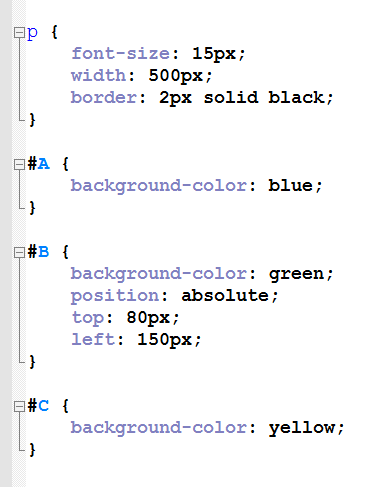 p {
font-size: 15px;
width: 500px;
border: 2px solid black;
}
#A {
background-color: blue;
}
#B {
background-color: green;
position: absolute;
top: 80px;
left: 150px;
}
#C {
background-color: yellow;
}